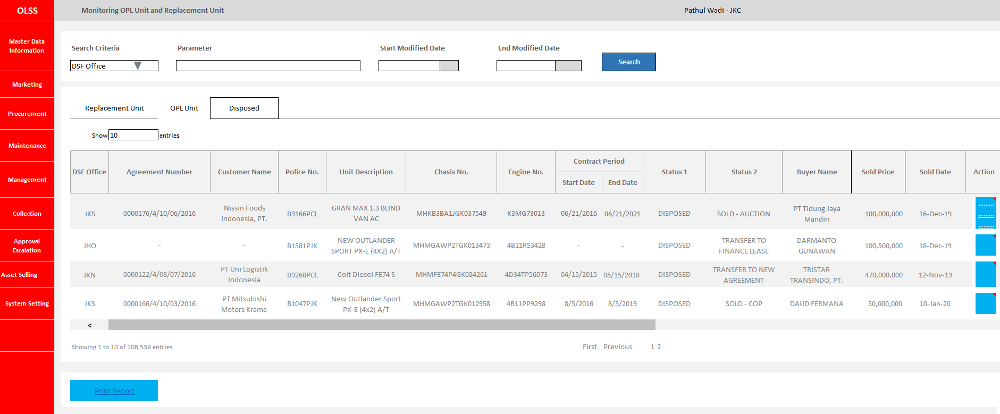 OLSS
Monitoring OPL Unit and Replacement Unit
Pathul Wadi - JKC
Master Data
Information
Marketing
Procurement
Maintenance
Management
Collection
Approval
Escalation
Asset Selling
System Setting
Search Criteria
Parameter
Start Modified Date
End Modified Date
DSF Office
Search
Replacement Unit
OPL Unit
Disposed
Show 10 entries
DSF Office
Agreement Number
Customer Name
Police No.
Unit Description
Chasis No.
Engine No.
Contract Period
Start Date
End Date
Status 1
Status 2
Buyer Name
Sold Price
Sold Date
Action
JKS
0000176/4/10/06/2016
Nissin Foods
Indonesia, PT.
B9166PCL
GRAN MAX 1.3 BLIND
VAN AC
MHKB3BA1JGK037549
K3MG73013
06/21/2016
06/21/2021
DISPOSED
SOLD - AUCTION
PT Tidung Jaya
Mandiri
100,000,000
16-Dec-19
.........
.........
.........
JHO
-
-
B1581PJK
NEW OUTLANDER
SPORT PX-E (4X2) A/T
MHMGAWP2TGK013473
4B11RS3428
-
-
DISPOSED
TRANSFER TO
FINANCE LEASE
DARMANTO
GUNAWAN
100,500,000
18-Dec-19
JKN
0000122/4/08/07/2016
PT Uni Logistik
Indonesia
B9268PCL
Colt Diesel FE74 S
MHMFE74P4GK084261
4D34TP56073
04/15/2015
05/15/2018
DISPOSED
TRANSFER TO NEW
AGREEMENT
TRISTAR
TRANSINDO, PT.
470,000,000
12-Nov-19
JKS
0000166/4/10/03/2016
PT Mitsubishi
Motors Krama
B1047PJK
New Outlander Sport
PX-E (4x2) A/T
MHMGAWP2TGK012958
4B11PP9298
8/5/2016
8/5/2019
DISPOSED
SOLD - COP
DAUD FERMANA
50,000,000
10-Jan-20
<
Showing 1 to 10 of 108,539 entries
First Previous 1 2
Print Report